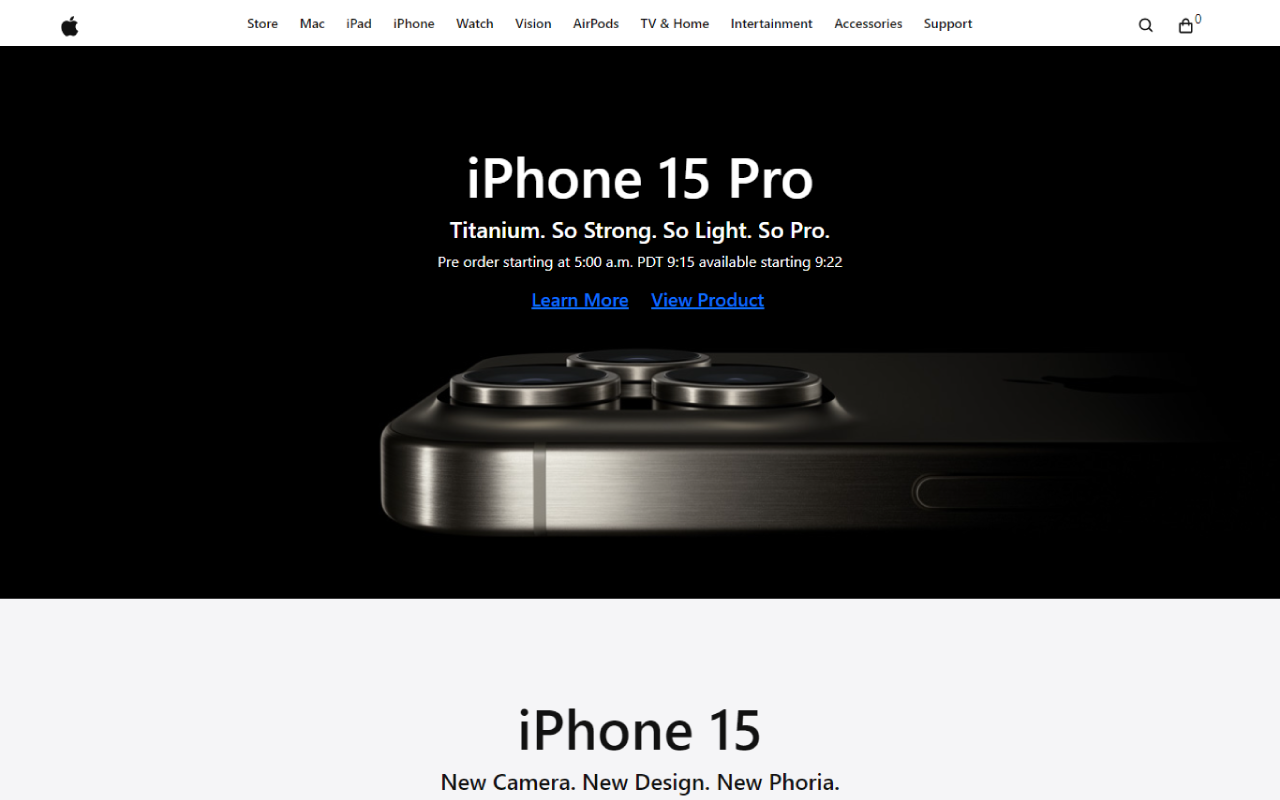 Store Mac iPad iPhone Watch Vision AirPods TV & Home Intertainment Accessories Support 0
iPhone 15 Pro
Titanium. So Strong. So Light. So Pro.
Pre order starting at 5:00 a.m. PDT 9:15 available starting 9:22
Learn More View Product
iPhone 15
New Camera. New Design. New Phoria.